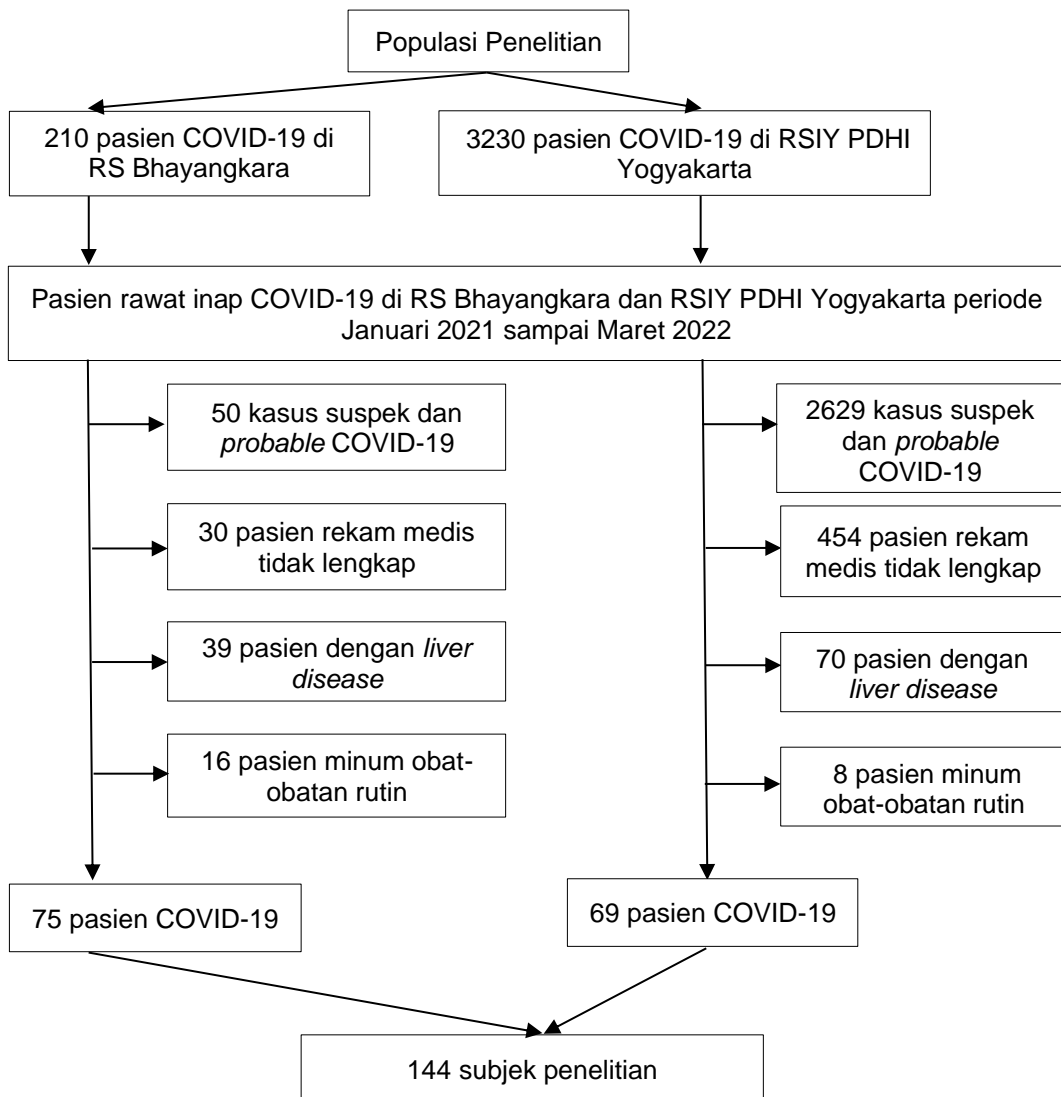 Populasi Penelitian
210 pasien COVID-19 di
RS Bhayangkara
3230 pasien COVID-19 di RSIY PDHI
Yogyakarta
Pasien rawat inap COVID-19 di RS Bhayangkara dan RSIY PDHI Yogyakarta periode
Januari 2021 sampai Maret 2022
50 kasus suspek dan
probable COVID-19
2629 kasus suspek
dan probable
COVID-19
30 pasien rekam medis
tidak lengkap
454 pasien rekam
medis tidak lengkap
39 pasien dengan liver
disease
70 pasien dengan
liver disease
16 pasien minum obat-
obatan rutin
8 pasien minum
obat-obatan rutin
75 pasien COVID-19
69 pasien COVID-19
144 subjek penelitian